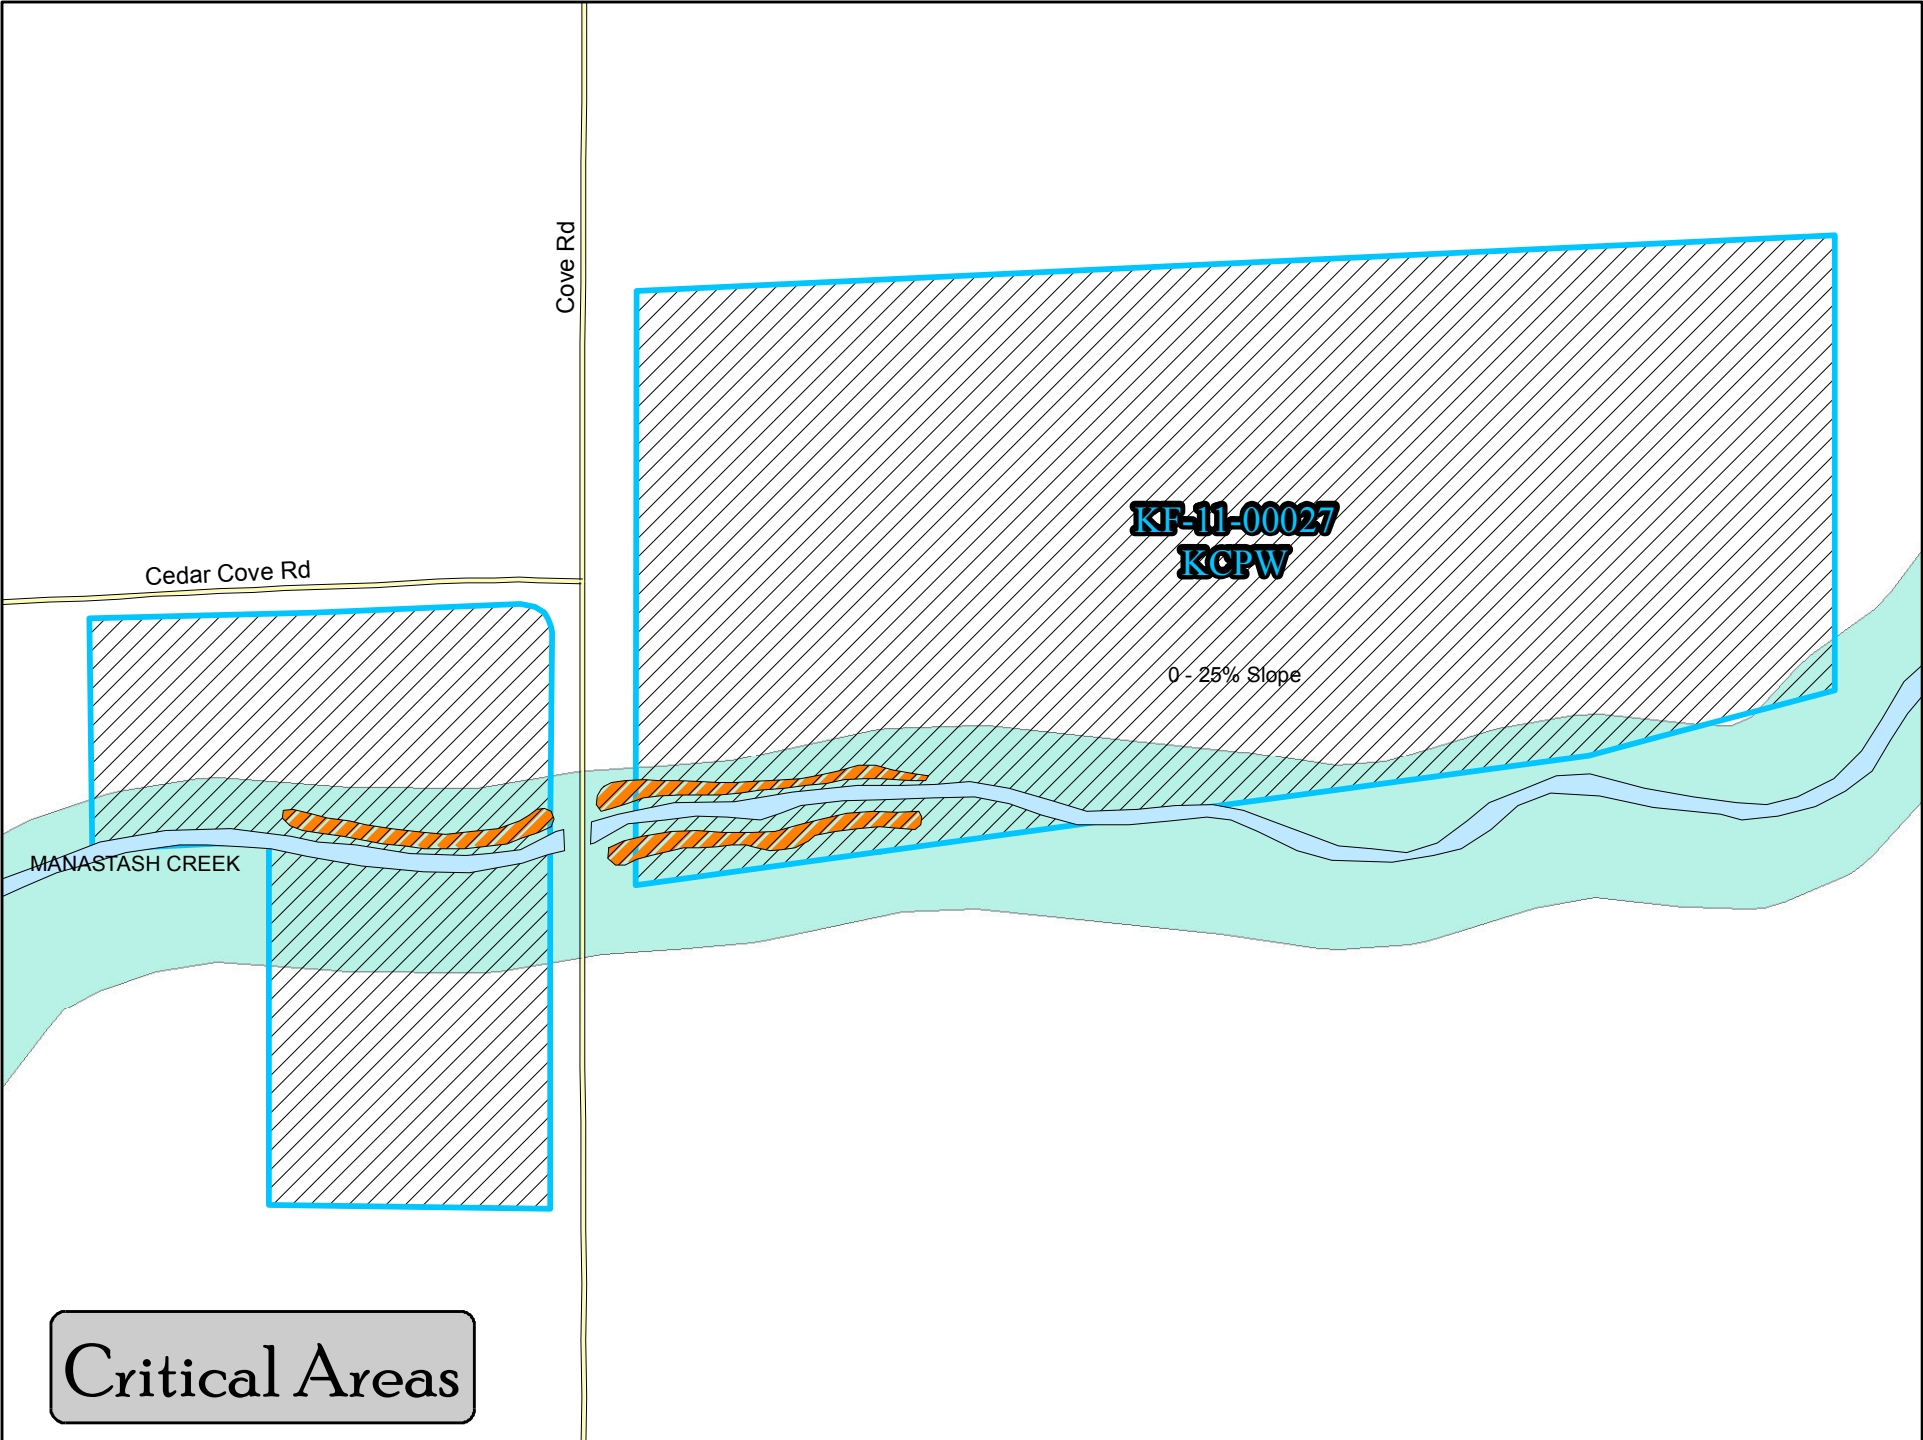 Cove Rd
KF-11-00027
KCPW
Cedar Cove Rd
0 - 25% Slope
MANASTASH CREEK
Critical Areas